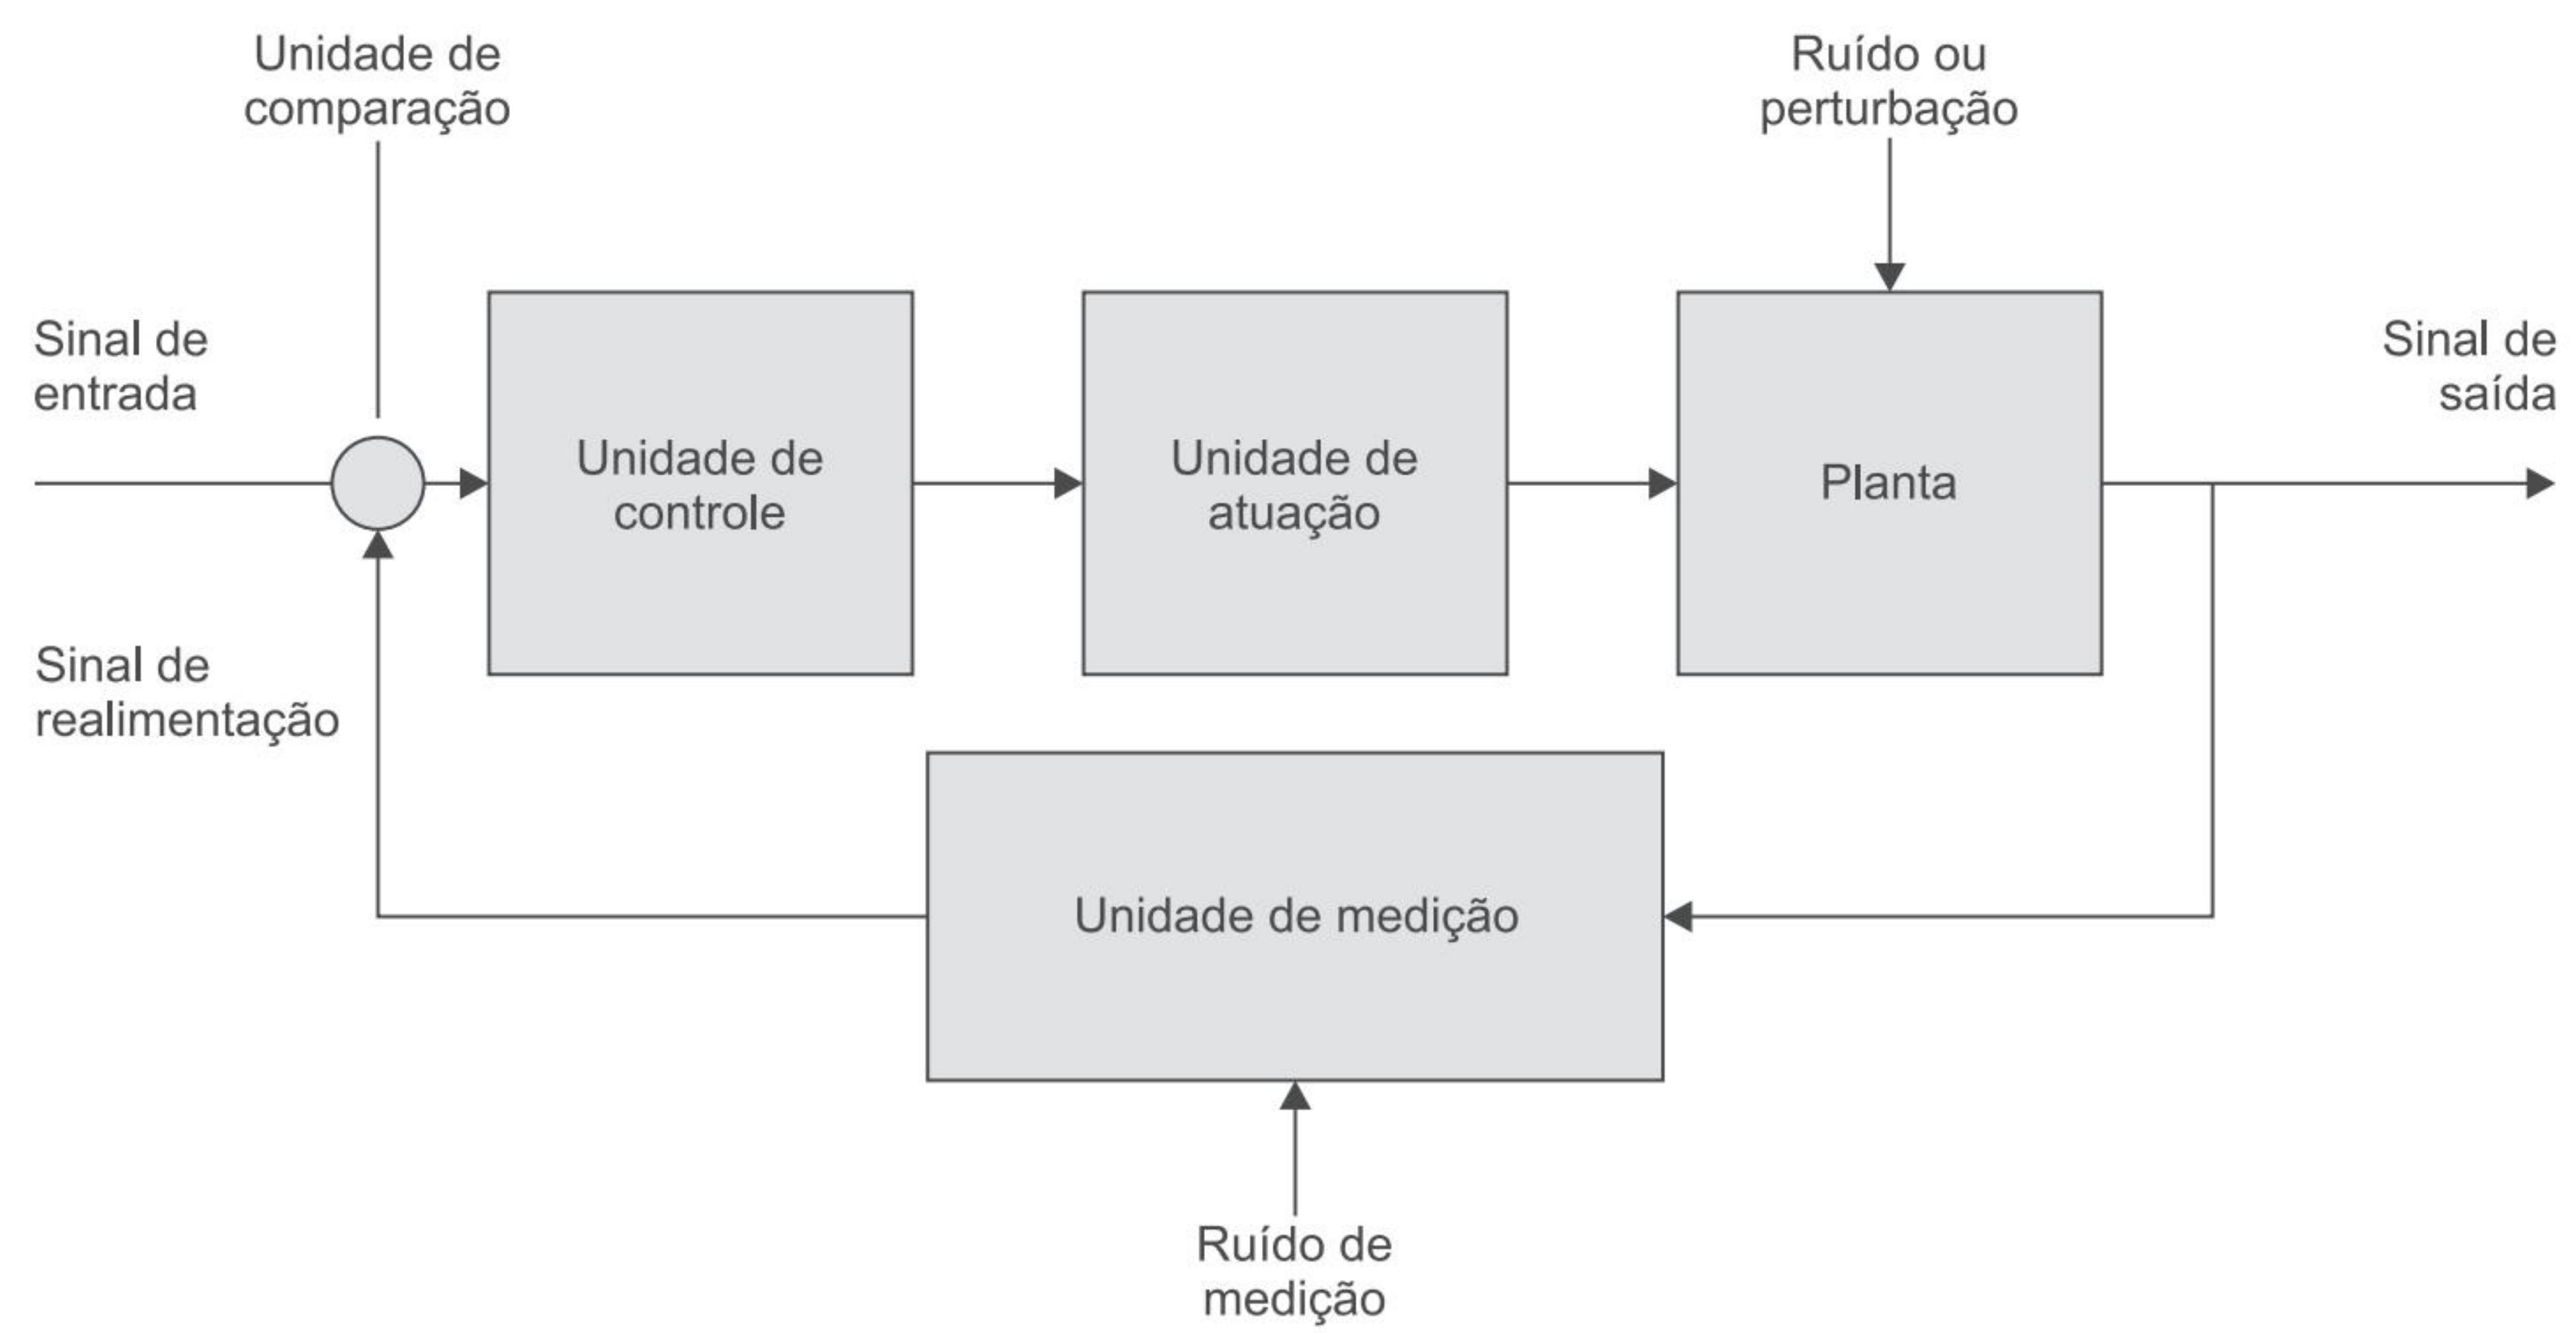 Unidade de
comparação
Ruído ou
perturbação
Sinal de
entrada
Unidade de
controle
Unidade de
atuação
Planta
Sinal de
saída
Sinal de
realimentação
Unidade de medição
Ruído de
medição